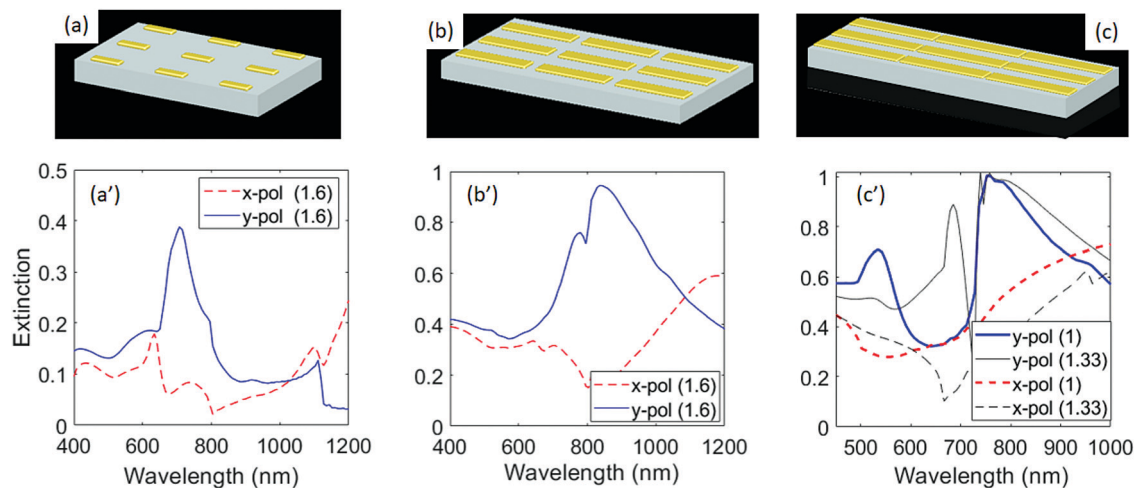 (a)
(b)
(c)
Extinction
0.5
0.4
0.3
0.2
0.1
0
(a')
x-pol (1.6)
y-pol (1.6)
400 600 800 1000 1200
Wavelength (nm)
1
0.8
0.6
0.4
0.2
0
(b')
x-pol (1.6)
y-pol (1.6)
400 600 800 1000 1200
Wavelength (nm)
1
0.8
0.6
0.4
0.2
0
(c')
y-pol (1)
y-pol (1.33)
x-pol (1)
x-pol (1.33)
500 600 700 800 900 1000
Wavelength (nm)